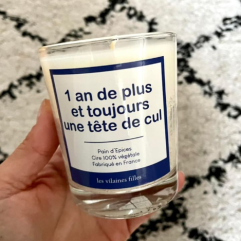 1 an de plus
et toujours
une tête de cul
Pain d'Epices
Cire 100% végétale
Fabriqué en France
les vilaines filles